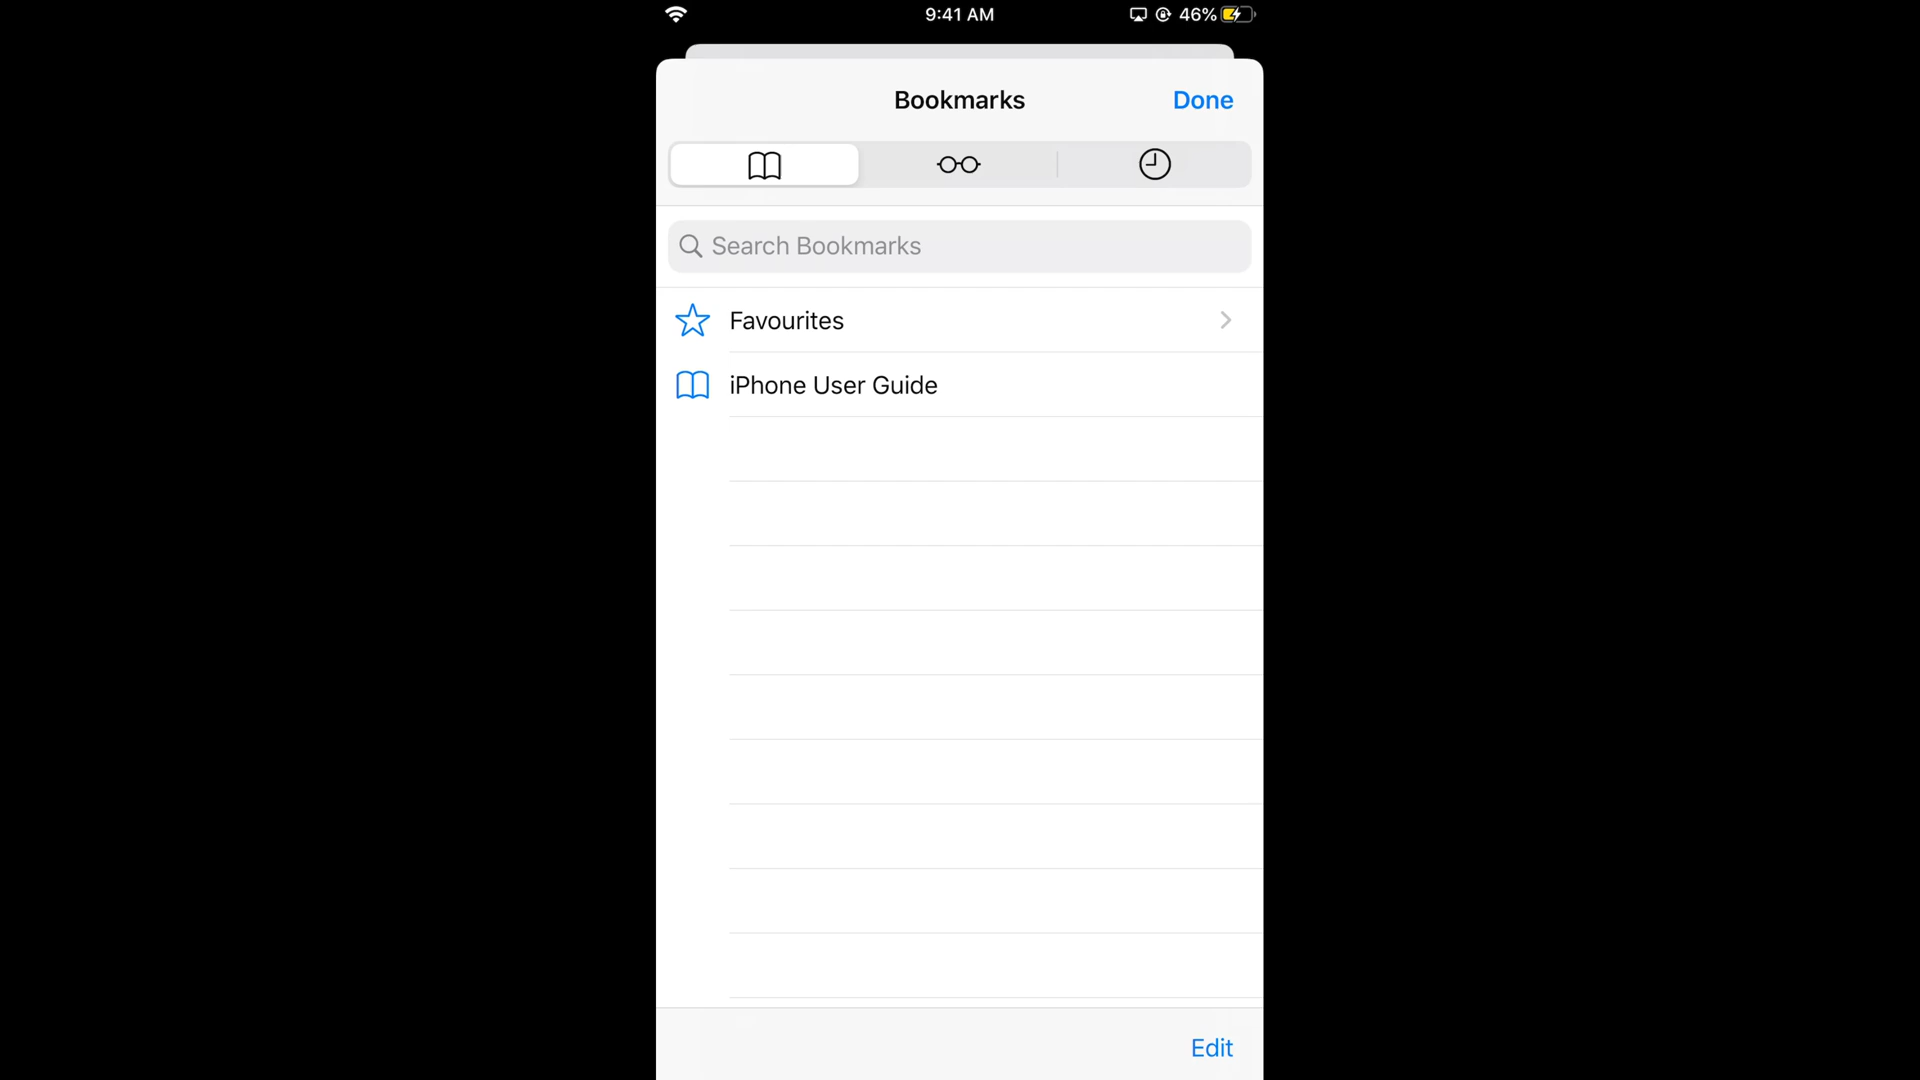 9:41 AM
46%
Bookmarks
Done
Search Bookmarks
Favourites
iPhone User Guide
Edit